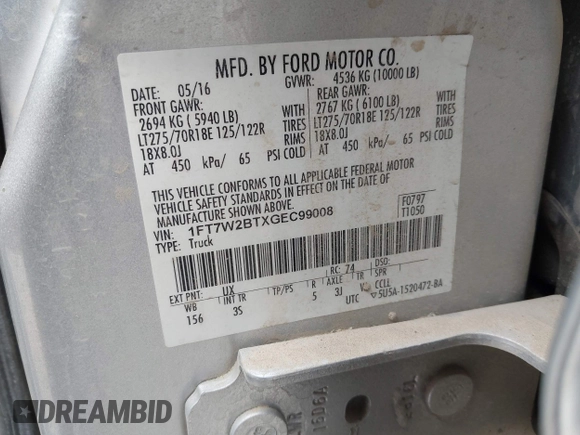 MFD. BY FORD MOTOR CO.
DATE: 05/16 GVWR: 4536 KG (10000 LB)
FRONT GAWR: REAR GAWR:
2694 KG ( 5940 LB) WITH 2767 KG ( 6100 LB) WITH
LT275/70R18E 125/122R TIRES LT275/70R18E 125/122R TIRES
18X8.0J RIMS 18X8.0J RIMS
AT 450 kPa/ 65 PSI COLD AT 450 kPa/ 65 PSI COLD
THIS VEHICLE CONFORMS TO ALL APPLICABLE FEDERAL MOTOR
VEHICLE SAFETY STANDARDS IN EFFECT ON THE DATE OF
MANUFACTURE SHOWN ABOVE.
VIN: 1FT7W2BTXGEC99008 F0797
TYPE: Truck T1050
EXT PNT: UX RC: 74 DSO:
WB INT TR TP/PS R AXLE TR SPR
156 3S 5 3J V CCLL
UTC 5U5A-1520472-BA
16D6A
DREAMBID